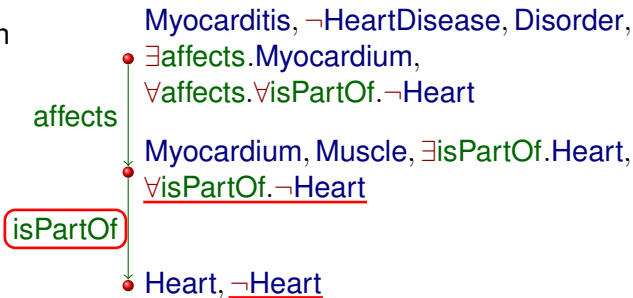 Myocarditis, ¬HeartDisease, Disorder,
n
∃affects.Myocardium,
∀affects.∀isPartOf.¬Heart
affects
Myocardium, Muscle, ∃isPartOf.Heart,
∀isPartOf.¬Heart
isPartOf
Heart, ¬Heart